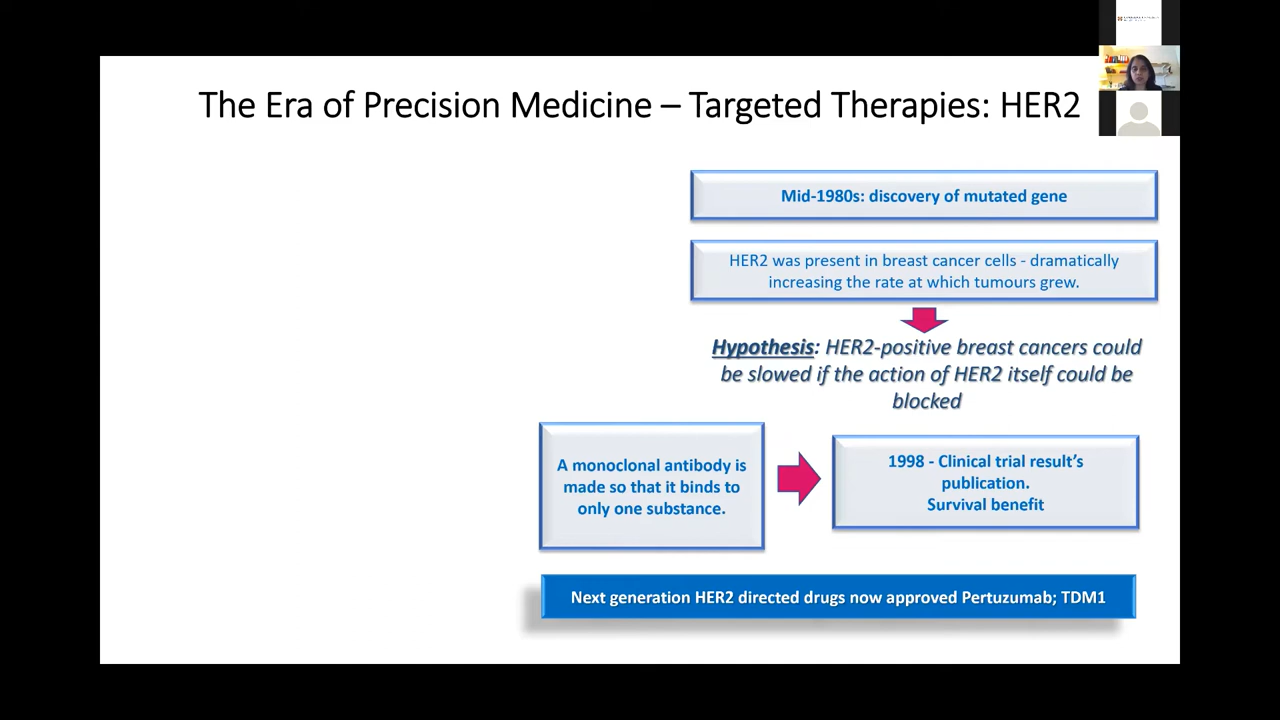 The Era of Precision Medicine – Targeted Therapies: HER2
Mid-1980s: discovery of mutated gene
HER2 was present in breast cancer cells - dramatically
increasing the rate at which tumours grew.
Hypothesis: HER2-positive breast cancers could
be slowed if the action of HER2 itself could be
blocked
A monoclonal antibody is
made so that it binds to
only one substance.
1998 - Clinical trial result's
publication.
Survival benefit
Next generation HER2 directed drugs now approved Pertuzumab; TDM1